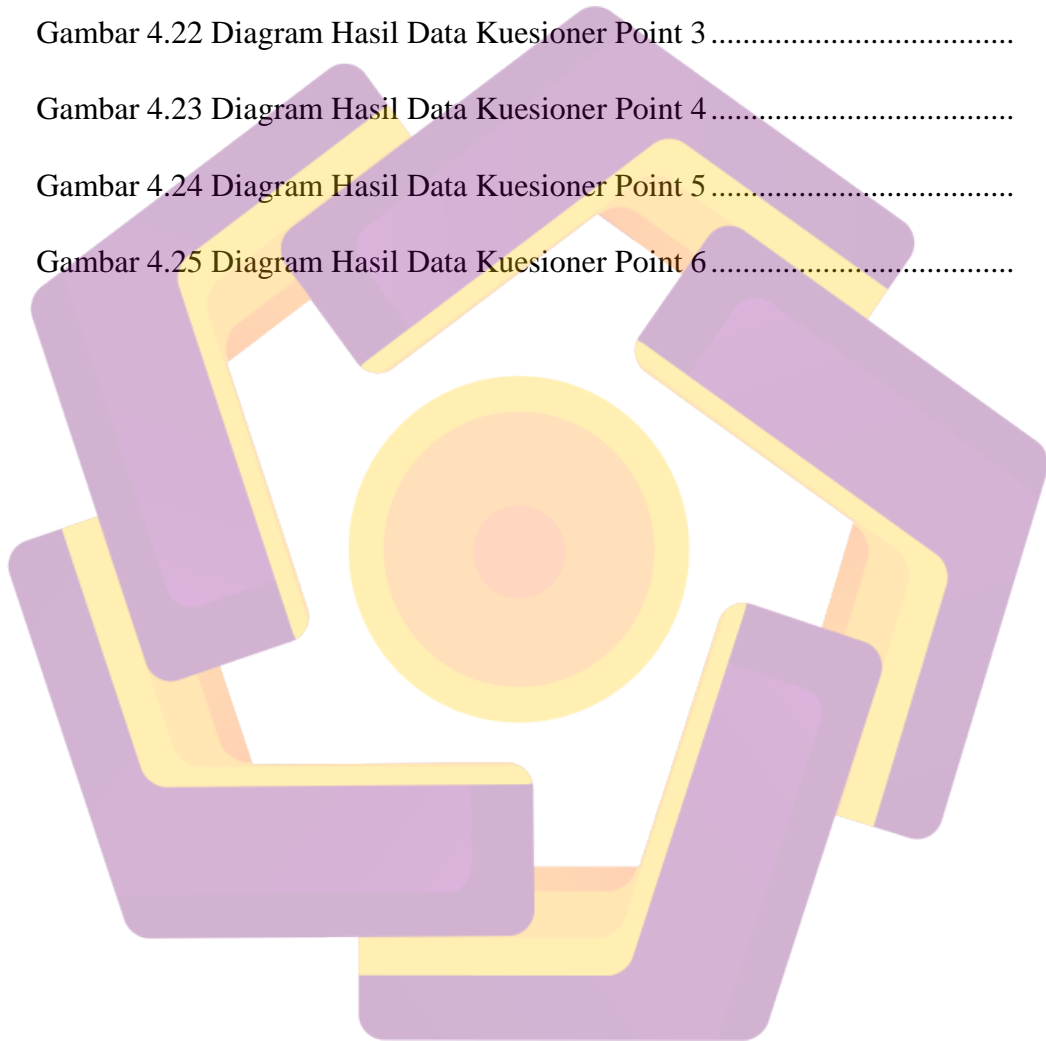 Gambar 4.22 Diagram Hasil Data Kuesioner Point 3 .....................................
Gambar 4.23 Diagram Hasil Data Kuesioner Point 4 .....................................
Gambar 4.24 Diagram Hasil Data Kuesioner Point 5 .....................................
Gambar 4.25 Diagram Hasil Data Kuesioner Point 6 .....................................